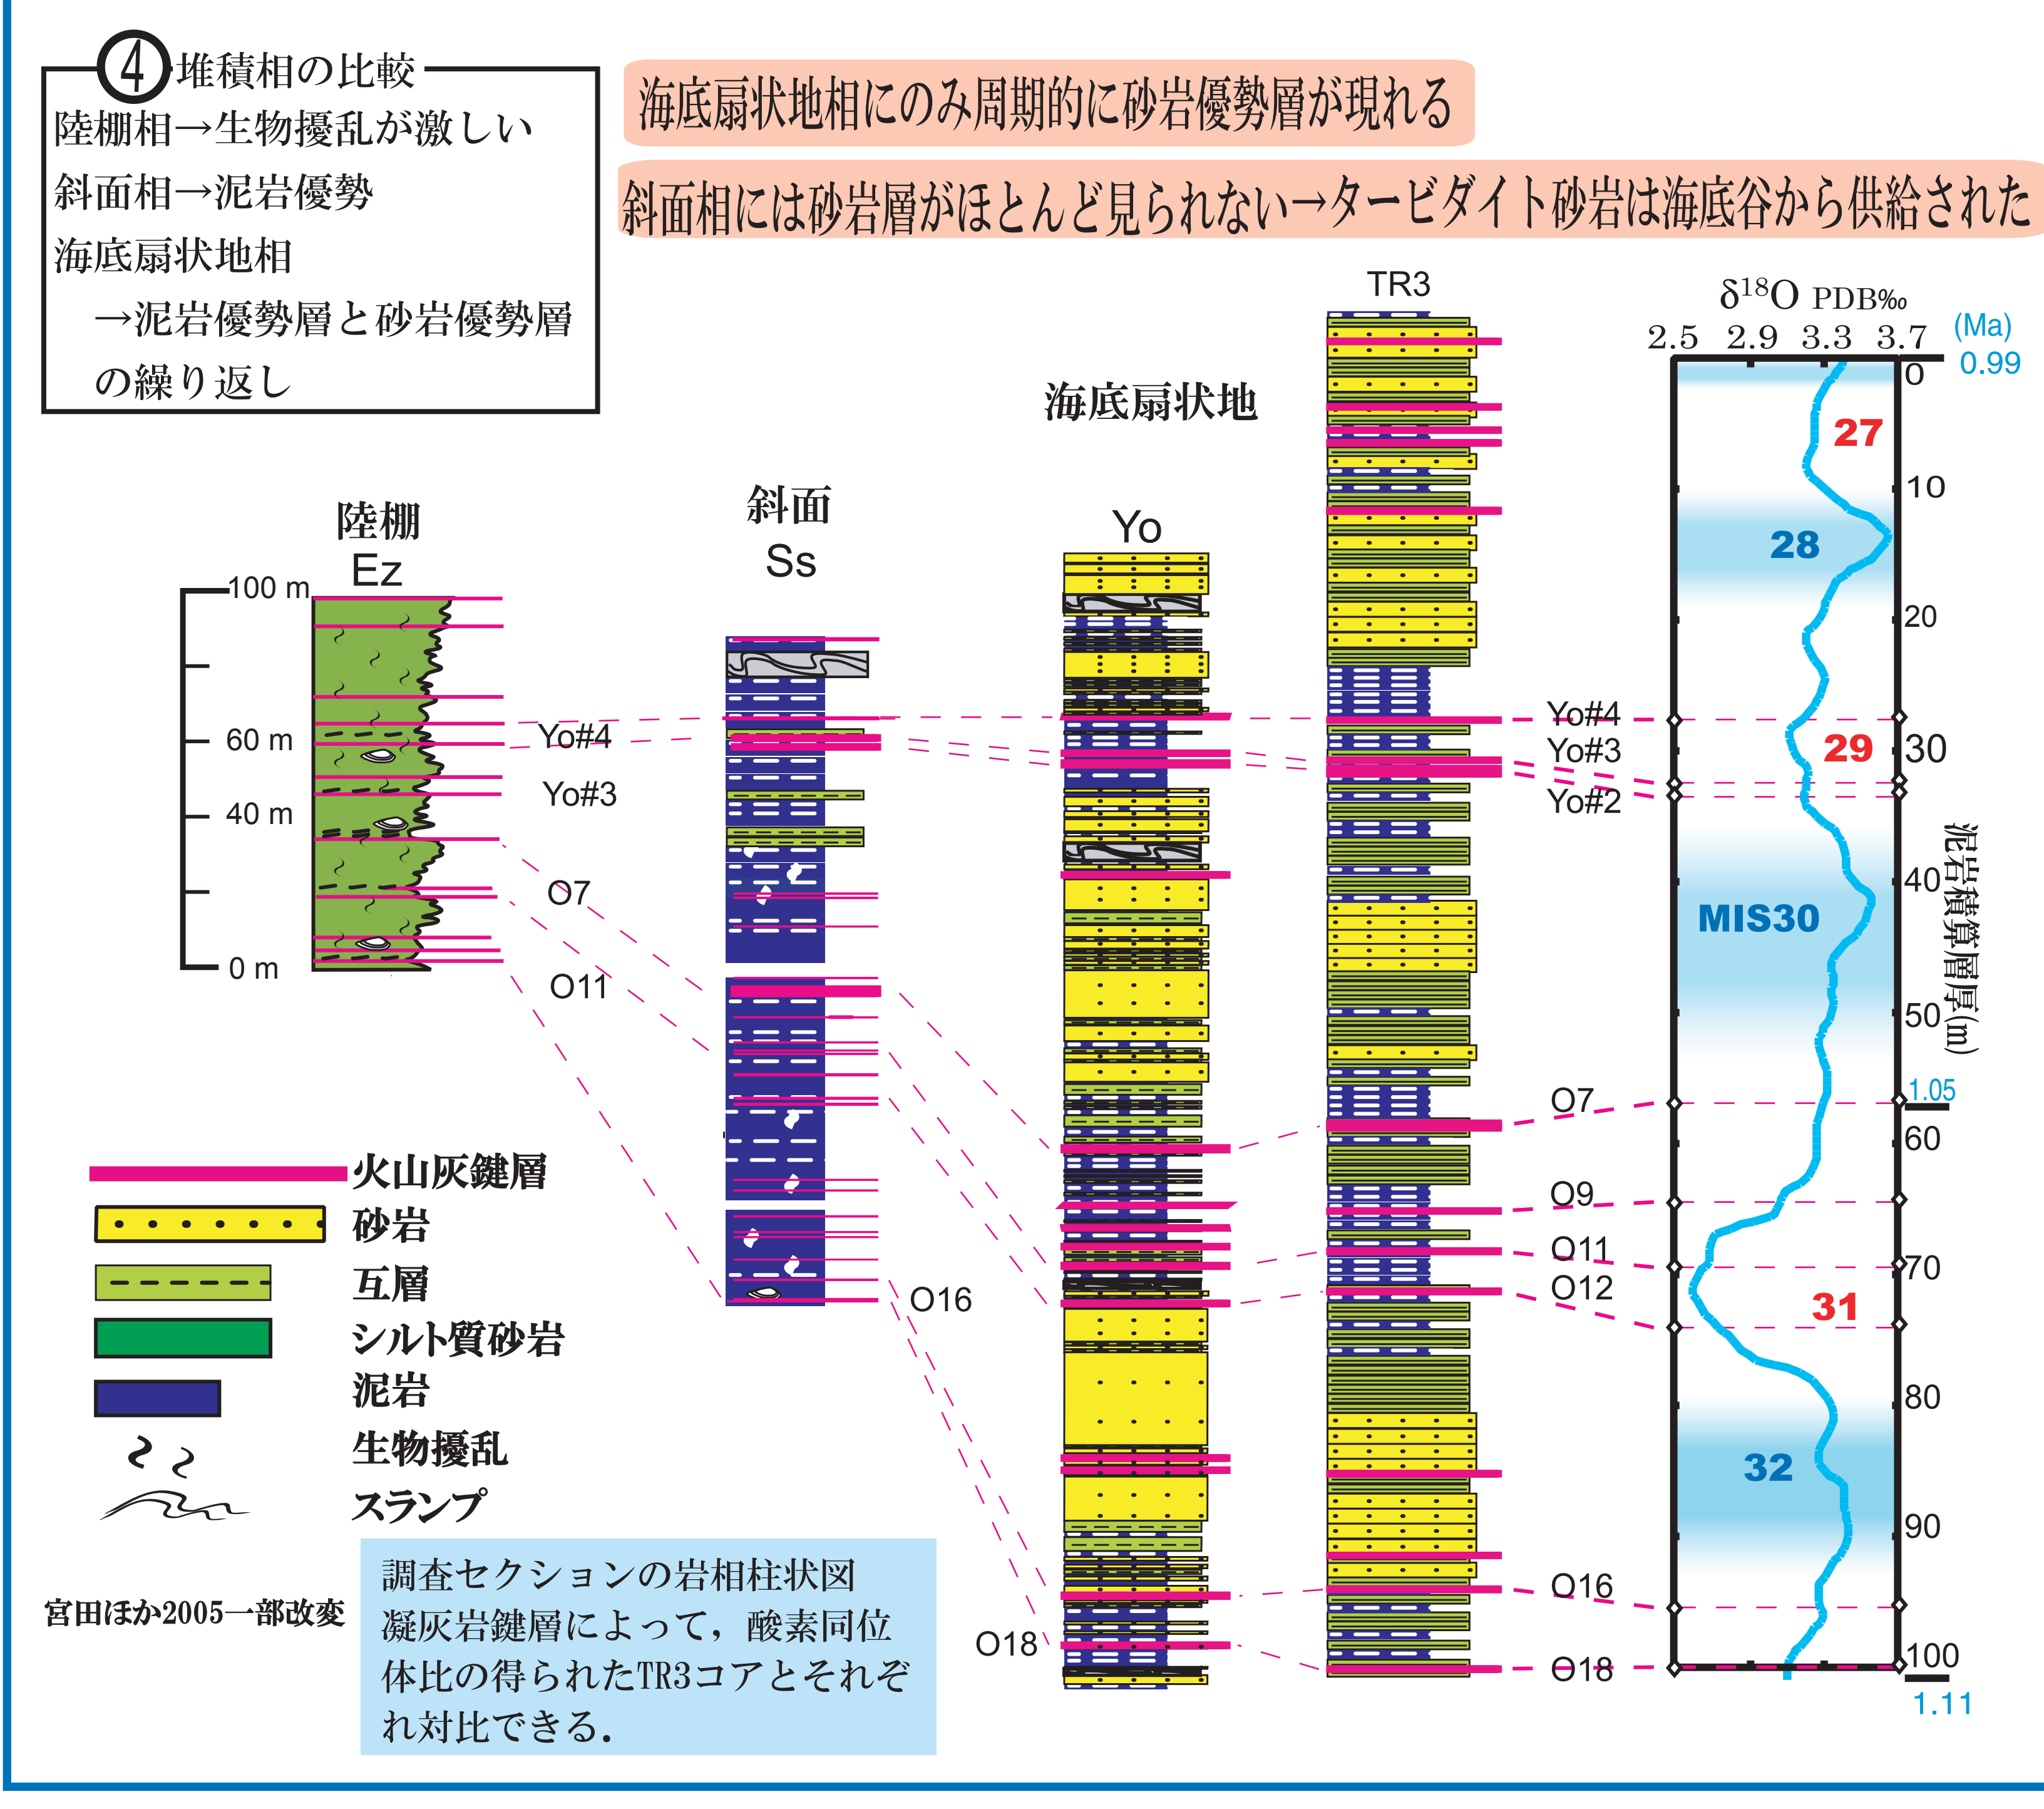 ④堆積相の比較
陸棚相→生物擾乱が激しい
斜面相→泥岩優勢
海底扇状地相
→泥岩優勢層と砂岩優勢層
の繰り返し
海底扇状地相にのみ周期的に砂岩優勢層が現れる
斜面相には砂岩層がほとんど見られない→タービダイト砂岩は海底谷から供給された
TR3
δ18O PDB‰
2.5 2.9 3.3 3.7 (Ma)
0 0.99
海底扇状地
27
10
陸棚
Ez
斜面
Ss
Yo
28
100 m
20
60 m
40 m
0 m
Yo#4
Yo#3
O7
O11
O16
O18
Yo#4
Yo#3
Yo#2
29
30
40
MIS30
50
泥岩積算層厚(m)
1.05
O7
60
O9
O11
70
O12
31
80
32
90
O16
100
O18
1.11
火山灰鍵層
砂岩
互層
シルト質砂岩
泥岩
生物擾乱
スランプ
宮田ほか2005一部改変
調査セクションの岩相柱状図
凝灰岩鍵層によって，酸素同位
体比の得られたTR3コアとそれぞ
れ対比できる．